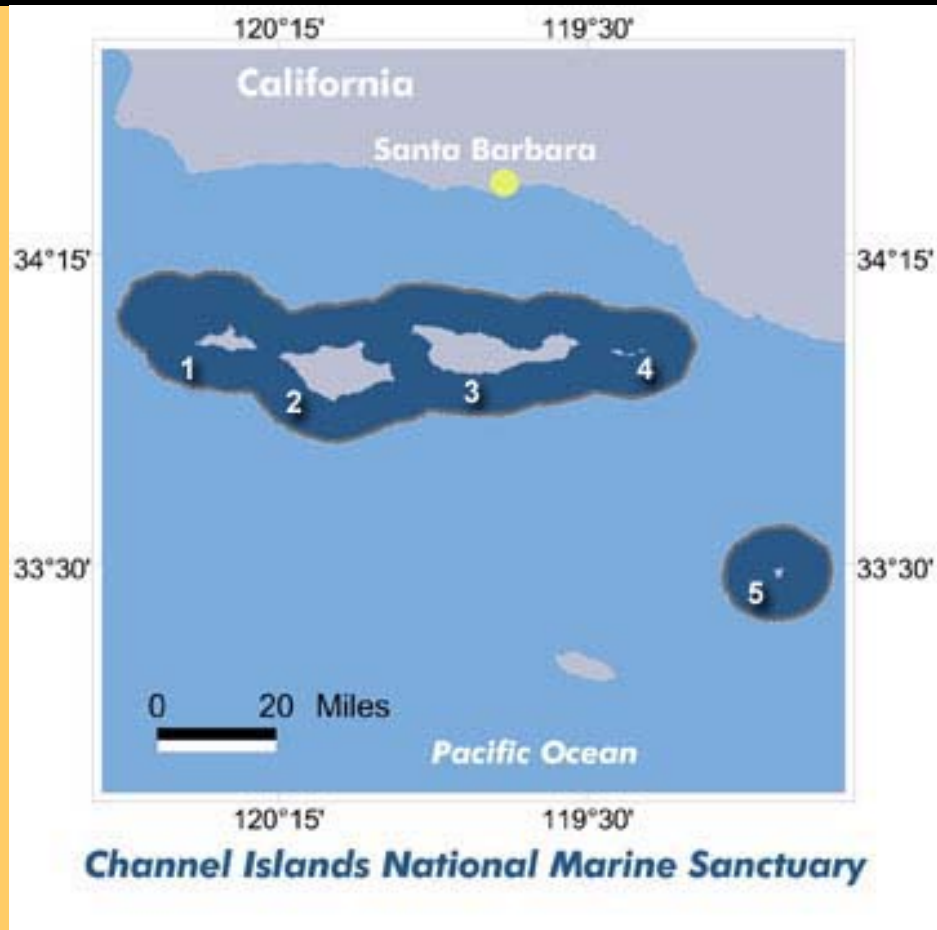 120°15' 119°30'
California
Santa Barbara
34°15' 34°15'
1
2
3
4
33°30' 33°30'
5
0 20 Miles
Pacific Ocean
120°15' 119°30'
Channel Islands National Marine Sanctuary